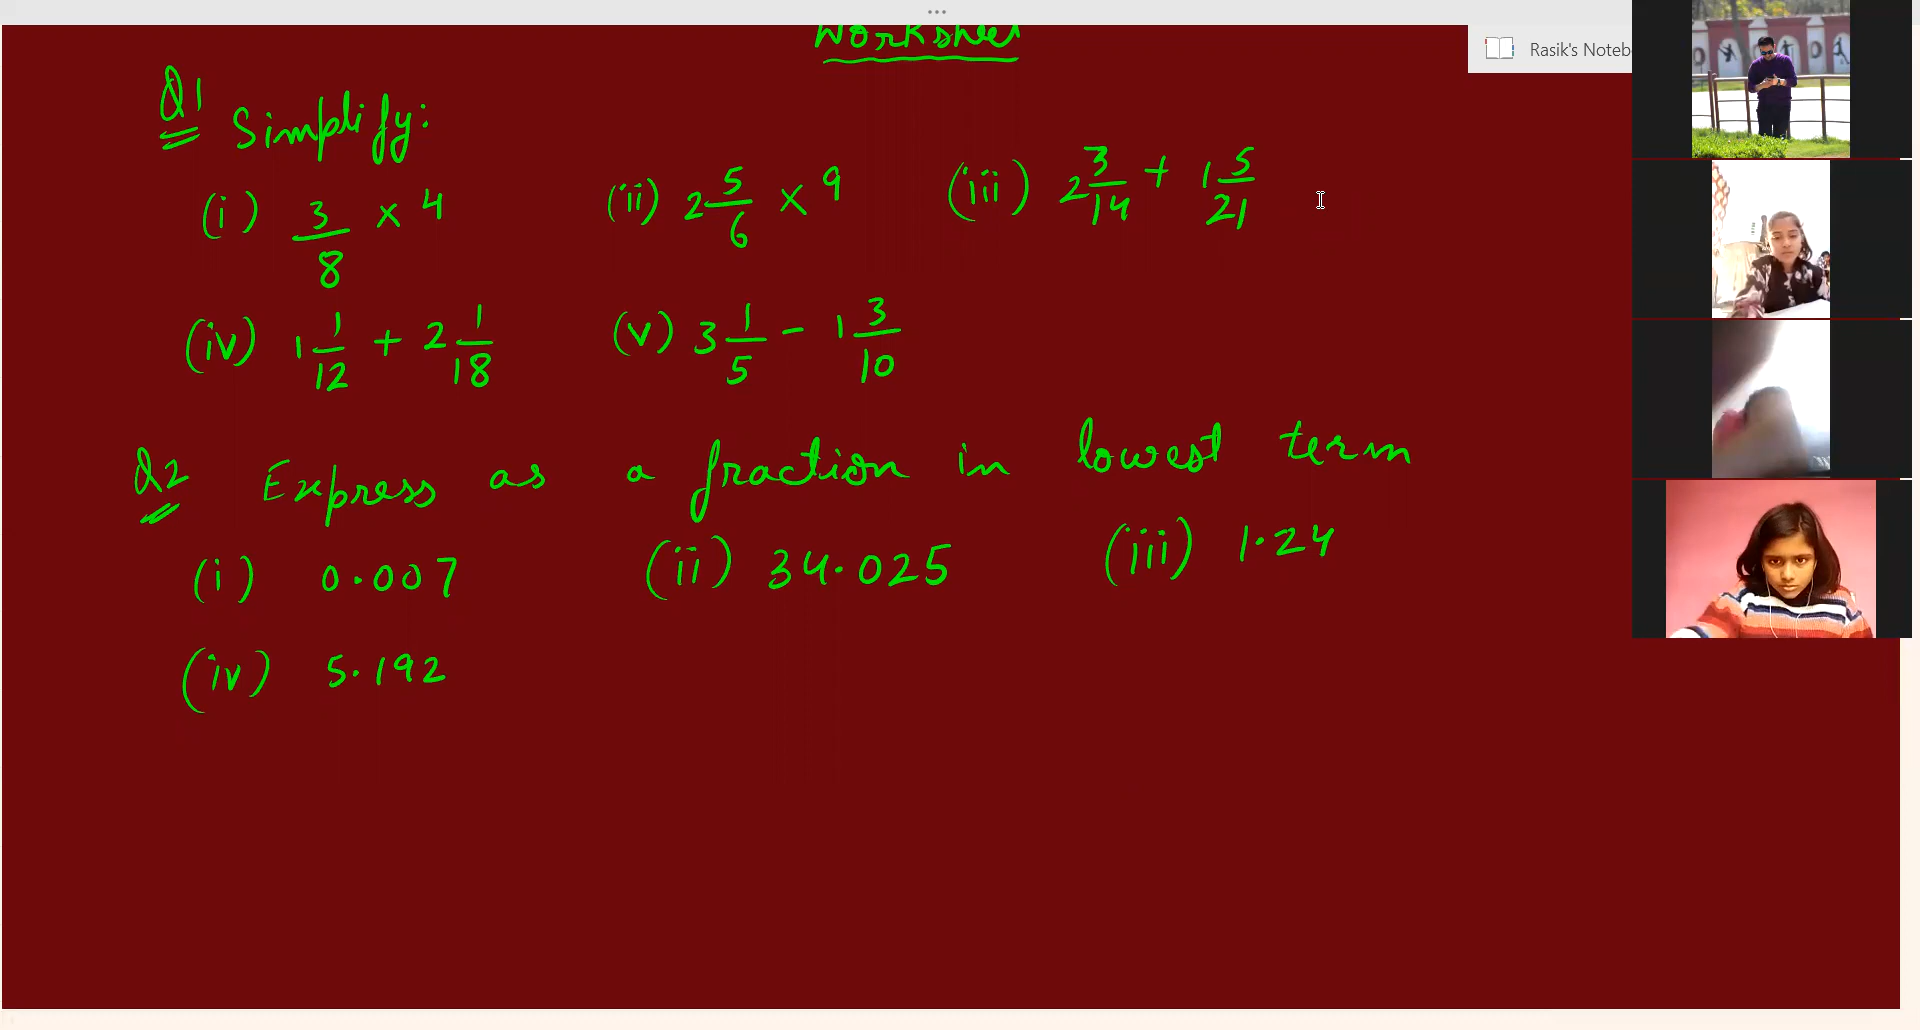 Worksheet
Rasik's Noteb
Q1 Simplify:
(i) 3/8 × 4 (ii) 2 5/6 × 9 (iii) 2 3/14 + 1 5/21
(iv) 1 1/12 + 2 1/18 (v) 3 1/5 - 1 3/10
Q2 Express as a fraction in lowest term
(i) 0.007 (ii) 34.025 (iii) 1.24
(iv) 5.192